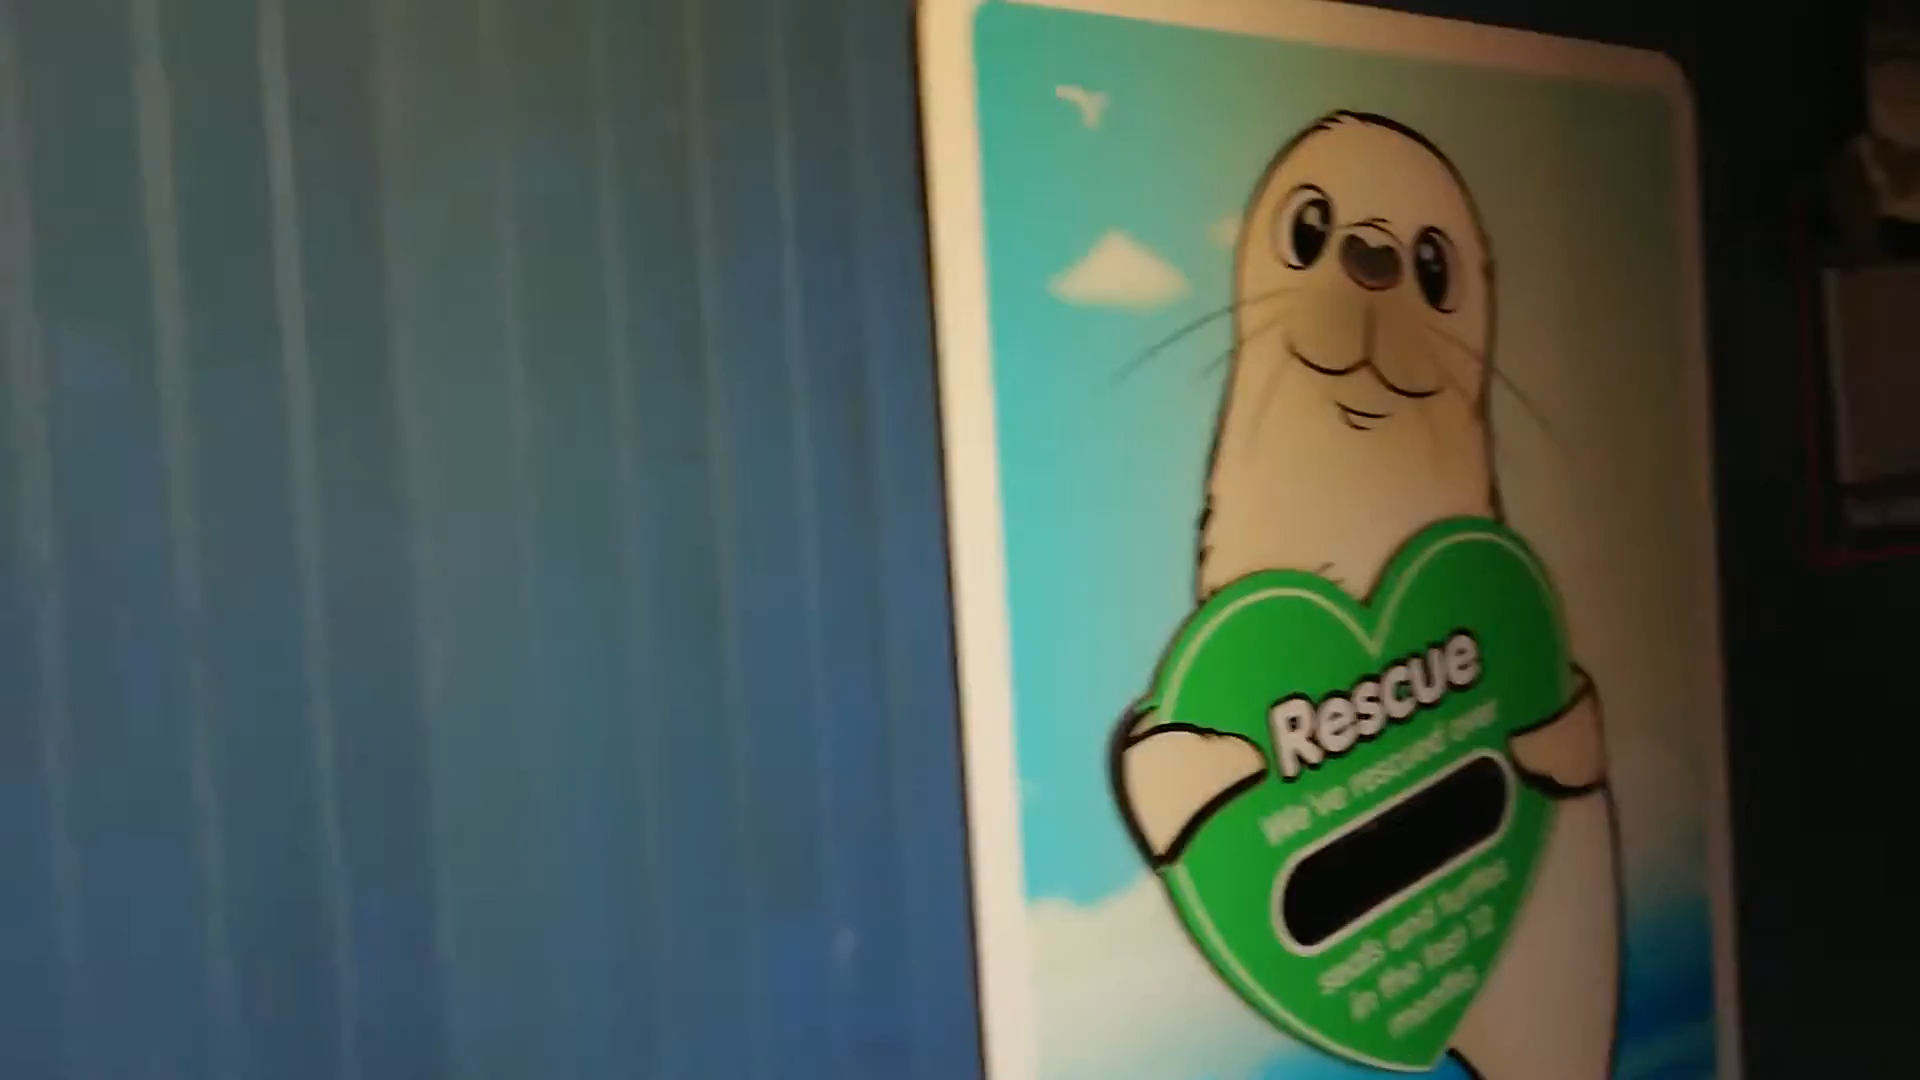 Rescue
We've rescued over
seals and turtles
in the last 12
months